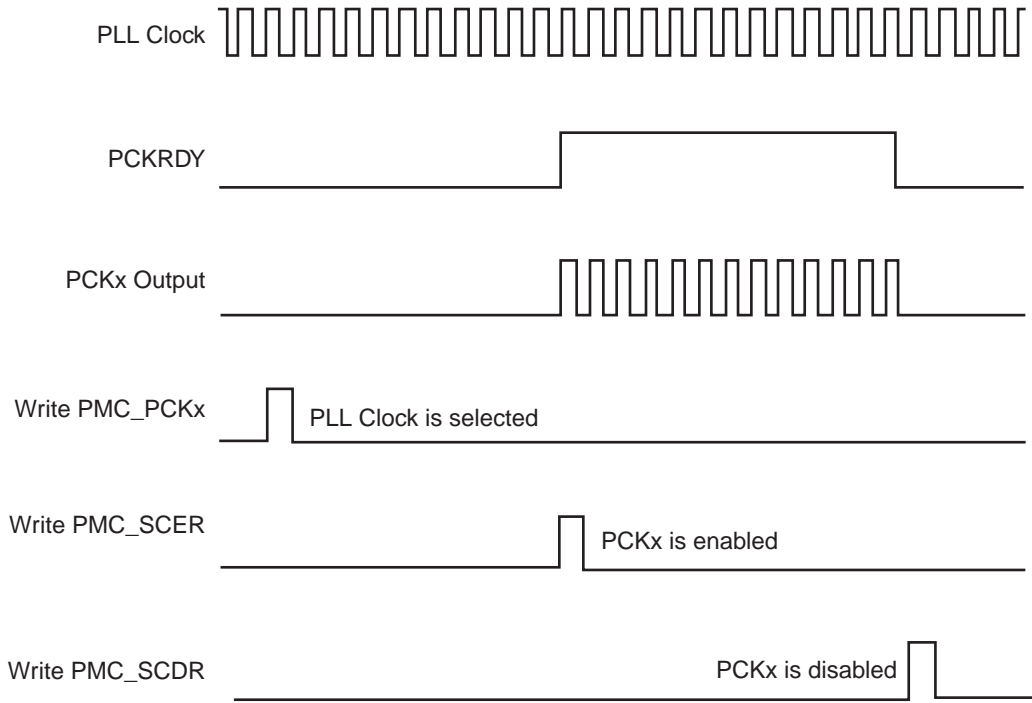 PLL Clock
PCKRDY
PCKx Output
Write PMC_PCKx
PLL Clock is selected
Write PMC_SCER
PCKx is enabled
Write PMC_SCDR
PCKx is disabled